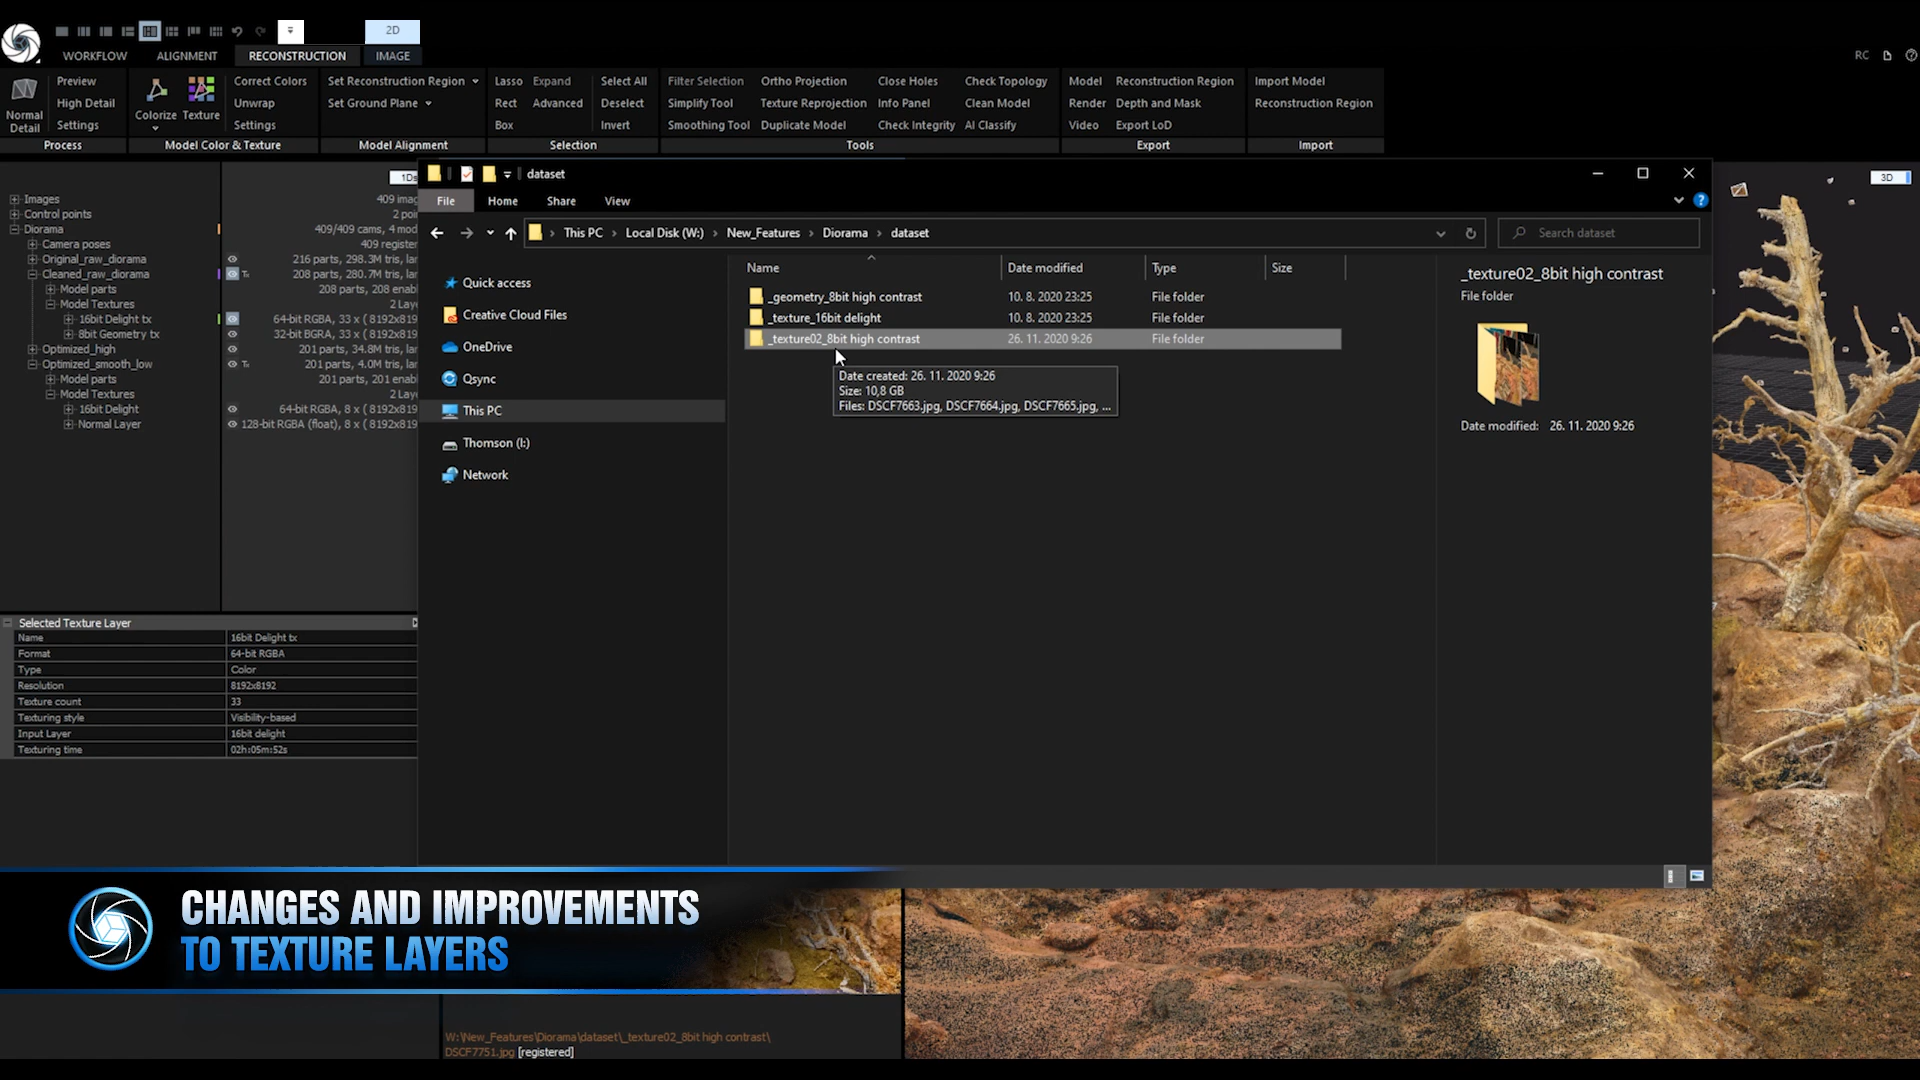 2D
WORKFLOW ALIGNMENT RECONSTRUCTION IMAGE
RC
Normal Detail
Preview
High Detail
Settings
Process
Colorize Texture
Correct Colors
Unwrap
Settings
Model Color & Texture
Set Reconstruction Region
Set Ground Plane
Model Alignment
Lasso Expand Select All
Rect Advanced Deselect
Box Invert
Selection
Filter Selection Ortho Projection Close Holes Check Topology
Simplify Tool Texture Reprojection Info Panel Clean Model
Smoothing Tool Duplicate Model Check Integrity AI Classify
Tools
Model Reconstruction Region
Render Depth and Mask
Video Export LoD
Export
Import Model
Reconstruction Region
Import
1Ds
Images 409 imag
Control points 2 poin
Diorama 409/409 cams, 4 mod
Camera poses 409 register
Original_raw_diorama 216 parts, 298.3M tris, lar
Cleaned_raw_diorama 208 parts, 280.7M tris, lar
Model parts 208 parts, 208 enabl
Model Textures 2 Laye
16bit Delight tx 64-bit RGBA, 33 x ( 8192x819
8bit Geometry tx 32-bit BGRA, 33 x ( 8192x819
Optimized_high 201 parts, 34.8M tris, lar
Optimized_smooth_low 201 parts, 4.0M tris, lar
Model parts 201 parts, 201 enabl
Model Textures 2 Laye
16bit Delight 64-bit RGBA, 8 x ( 8192x819
Normal Layer 128-bit RGBA (float), 8 x ( 8192x819
Selected Texture Layer
Name 16bit Delight tx
Format 64-bit RGBA
Type Color
Resolution 8192x8192
Texture count 33
Texturing style Visibility-based
Input Layer 16bit delight
Texturing time 02h:05m:52s
dataset
File Home Share View
This PC › Local Disk (W:) › New_Features › Diorama › dataset
Search dataset
Quick access
Creative Cloud Files
OneDrive
Qsync
This PC
Thomson (I:)
Network
Name Date modified Type Size
_geometry_8bit high contrast 10. 8. 2020 23:25 File folder
_texture_16bit delight 10. 8. 2020 23:25 File folder
_texture02_8bit high contrast 26. 11. 2020 9:26 File folder
Date created: 26. 11. 2020 9:26
Size: 10,8 GB
Files: DSCF7663.jpg, DSCF7664.jpg, DSCF7665.jpg, ...
_texture02_8bit high contrast
File folder
Date modified: 26. 11. 2020 9:26
3D
CHANGES AND IMPROVEMENTS
TO TEXTURE LAYERS
W:\New_Features\Diorama\dataset\_texture02_8bit high contrast\
DSCF7751.jpg [registered]